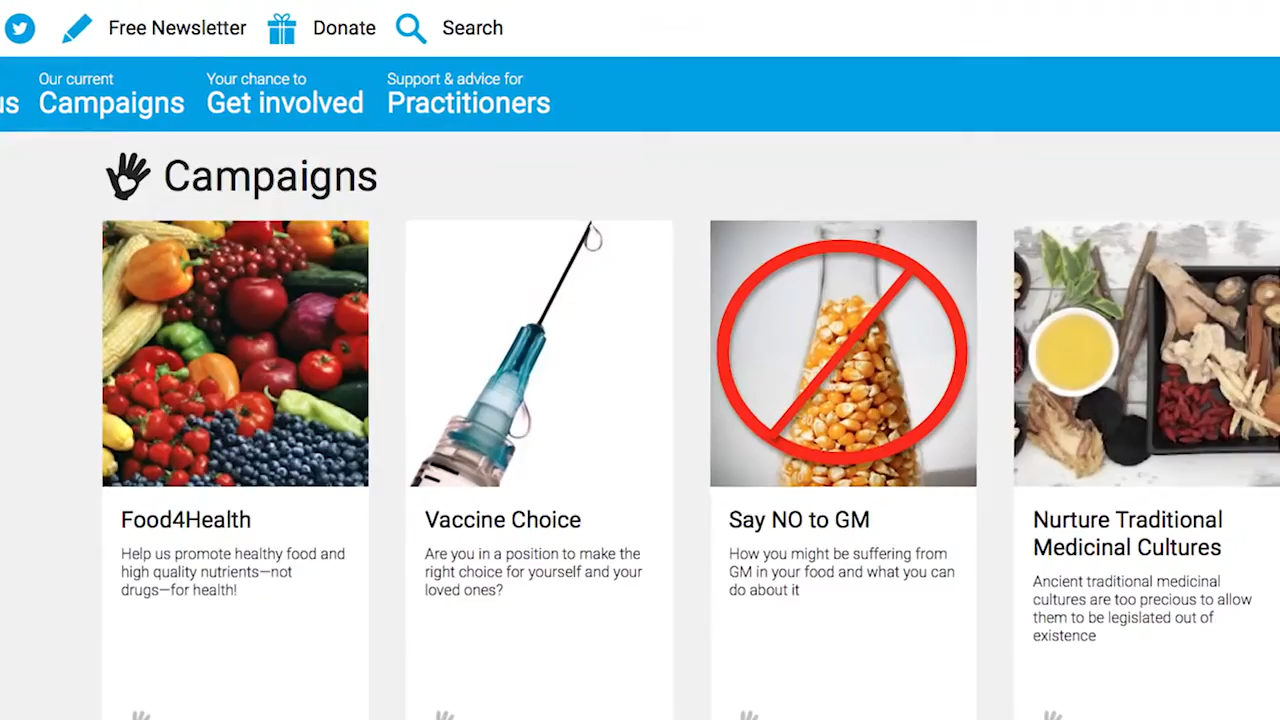 Free Newsletter Donate Search
us
Our current
Campaigns
Your chance to
Get involved
Support & advice for
Practitioners
Campaigns
Food4Health
Help us promote healthy food and
high quality nutrients—not
drugs—for health!
Vaccine Choice
Are you in a position to make the
right choice for yourself and your
loved ones?
Say NO to GM
How you might be suffering from
GM in your food and what you can
do about it
Nurture Traditional
Medicinal Cultures
Ancient traditional medicinal
cultures are too precious to allow
them to be legislated out of
existence